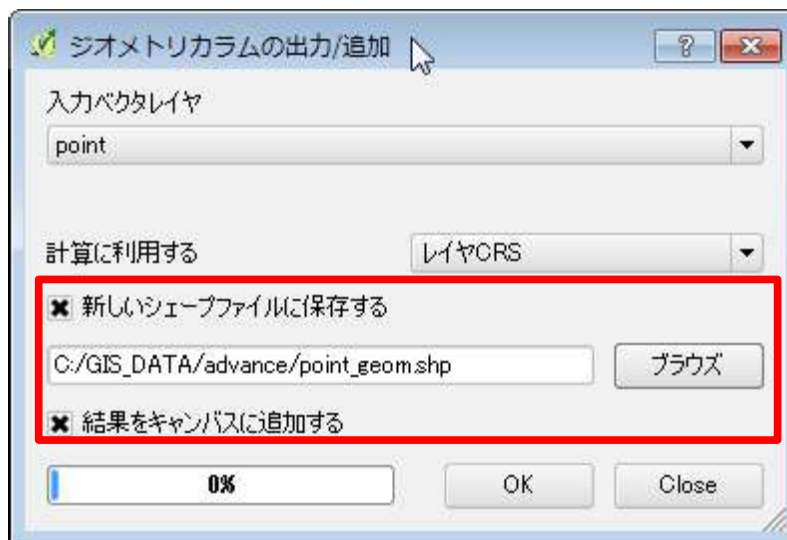 ジオメトリカラムの出力/追加
入力ベクタレイヤ
point
計算に利用する レイヤCRS
新しいシェープファイルに保存する
C:/GIS_DATA/advance/point_geom.shp ブラウズ
結果をキャンバスに追加する
0% OK Close